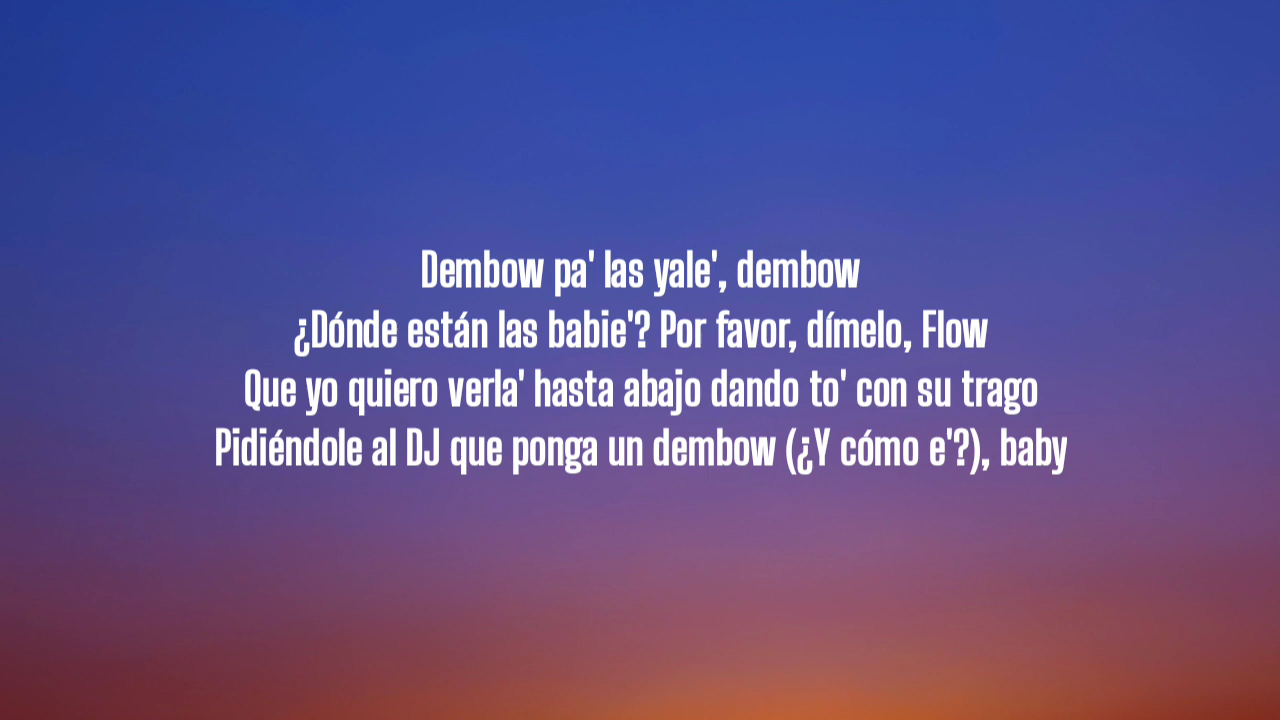 Dembow pa' las yale', dembow
¿Dónde están las babie'? Por favor, dímelo, Flow
Que yo quiero verla' hasta abajo dando to' con su trago
Pidiéndole al DJ que ponga un dembow (¿Y cómo e'?), baby